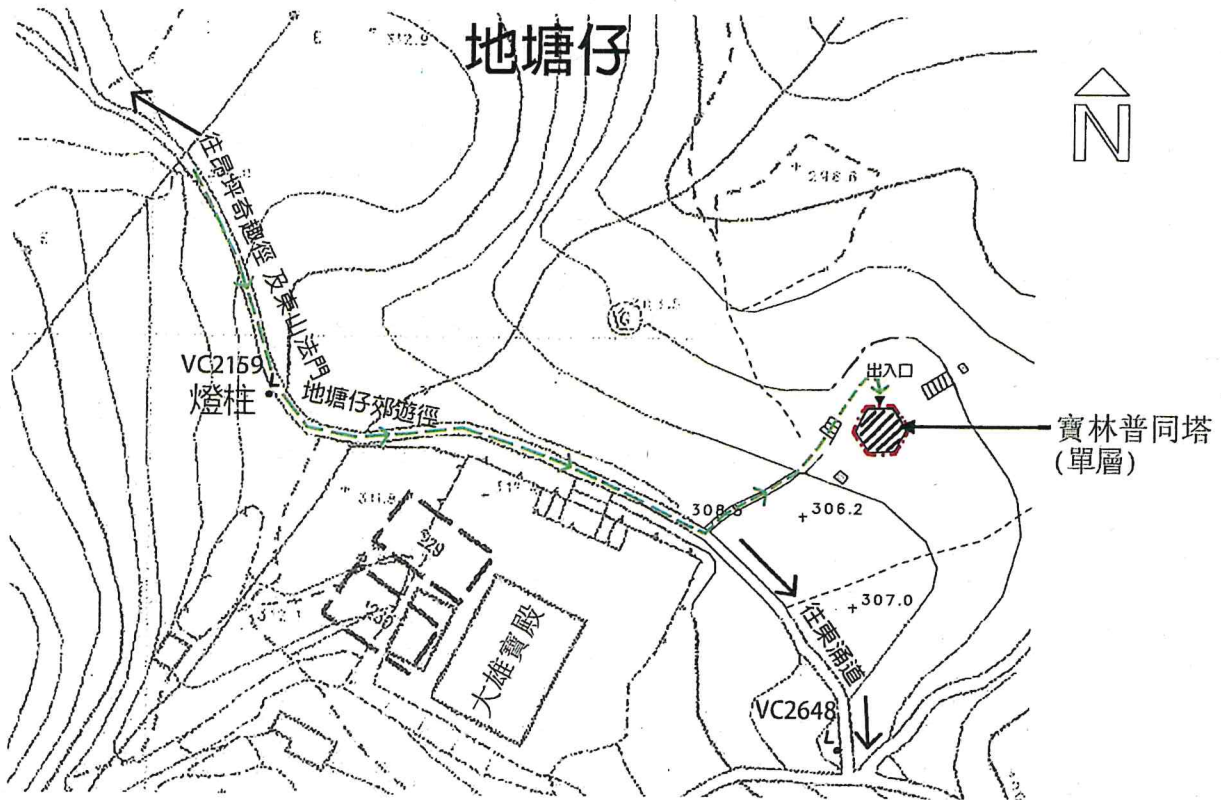 地塘仔
N
往昂坪奇趣徑 及東山法門
298.6
VC2159
L
燈柱
地塘仔郊遊徑
G
出入口
寶林普同塔
(單層)
308.5
306.2
229
230
大雄寶殿
307.0
往東涌道
VC2648
L